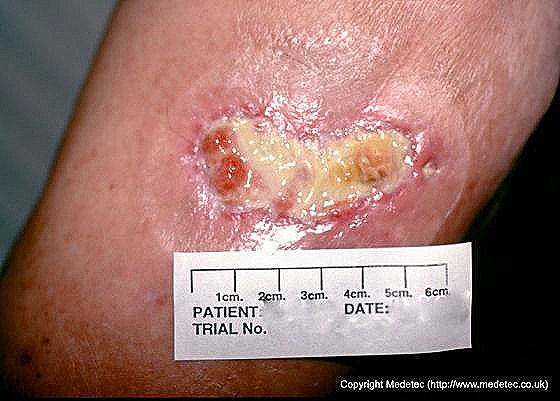 1cm. 2cm. 3cm. 4cm. 5cm. 6cm.
PATIENT: DATE:
TRIAL No.
Copyright Medetec (http://www.medetec.co.uk)